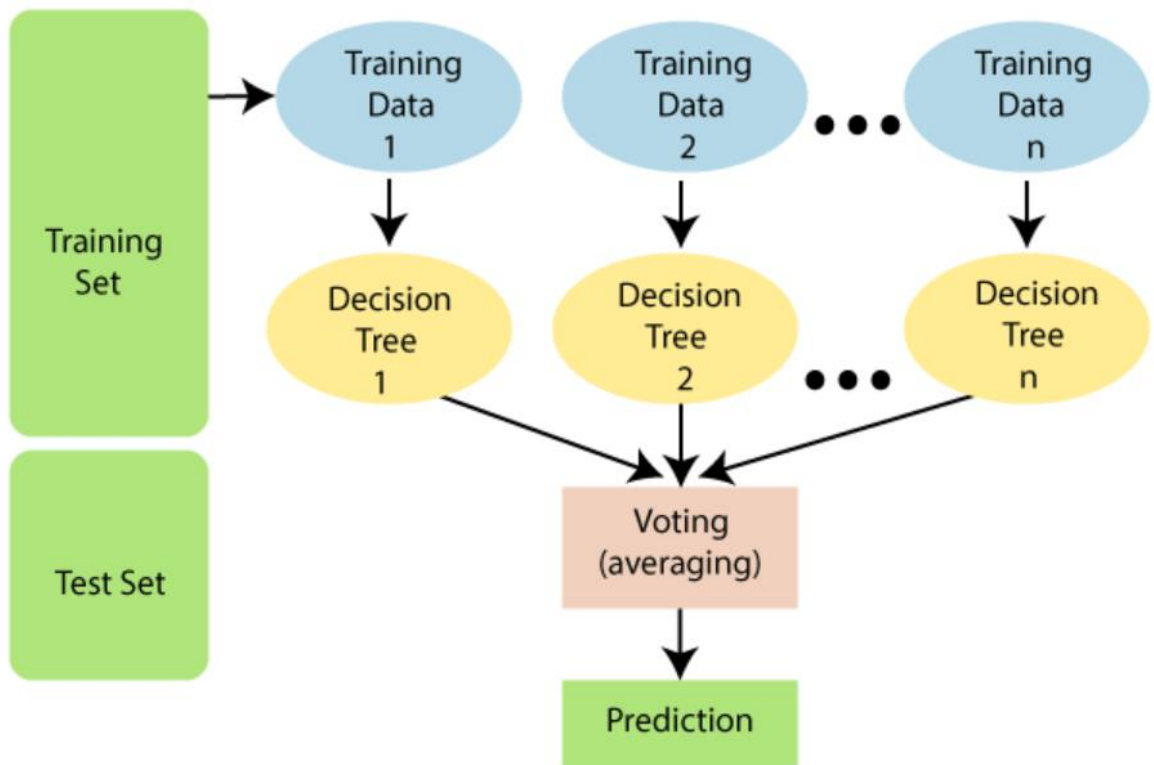 Training
Set
Test Set
Training
Data
1
Training
Data
2
Training
Data
n
Decision
Tree
1
Decision
Tree
2
Decision
Tree
n
Voting
(averaging)
Prediction